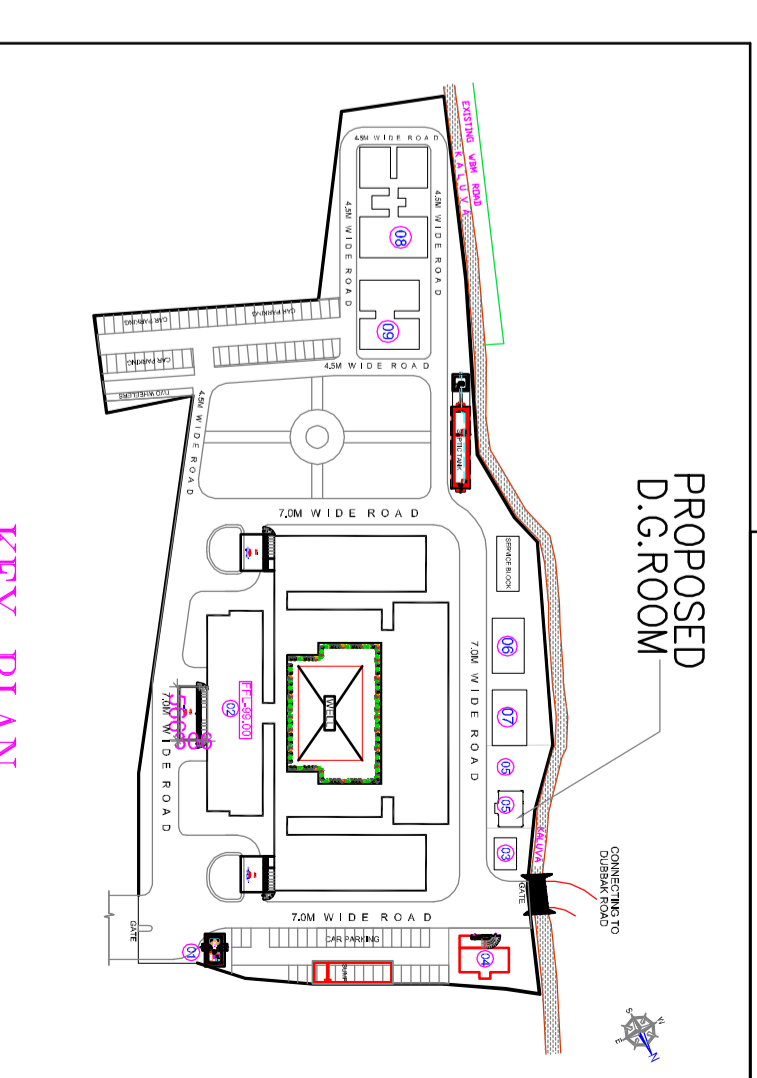 EXISTING WBM ROAD
KALUVA
4.5M WIDE ROAD
4.5M WIDE ROAD
4.5M WIDE ROAD
08
09
CAR PARKING
CAR PARKING
CAR PARKING
TWO WHEELERS
4.5M WIDE ROAD
4.5M WIDE ROAD
SEPTIC TANK
PROPOSED
D.G.ROOM
7.0M WIDE ROAD
SERVICE BLOCK
06
07
05
05
03
7.0M WIDE ROAD
KALUVA
CONNECTING TO
DUBBAK ROAD
GATE
WELL
FFL-99.00
02
7.0M WIDE ROAD
7.0M WIDE ROAD
CAR PARKING
SUMP
04
01
GATE
S
W
E
N
KEY PLAN